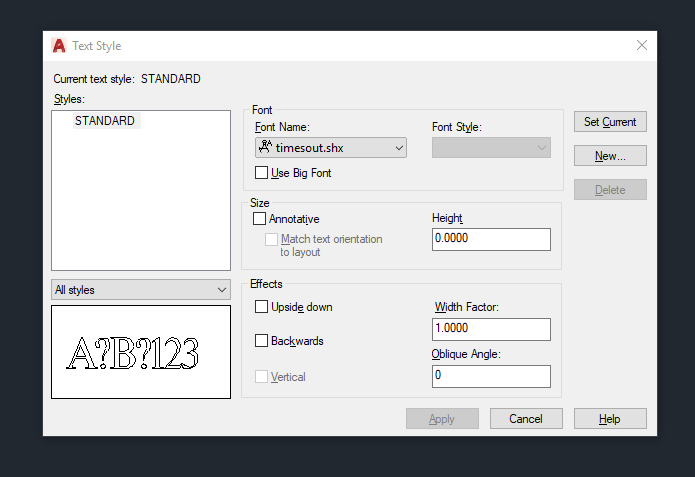 Text Style
Current text style: STANDARD
Styles:
STANDARD
All styles
A?B?123
Font
Font Name:
timesout.shx
Use Big Font
Font Style:
Size
Annotative
Match text orientation
to layout
Height
0.0000
Effects
Upside down
Backwards
Vertical
Width Factor:
1.0000
Oblique Angle:
0
Set Current
New...
Delete
Apply
Cancel
Help